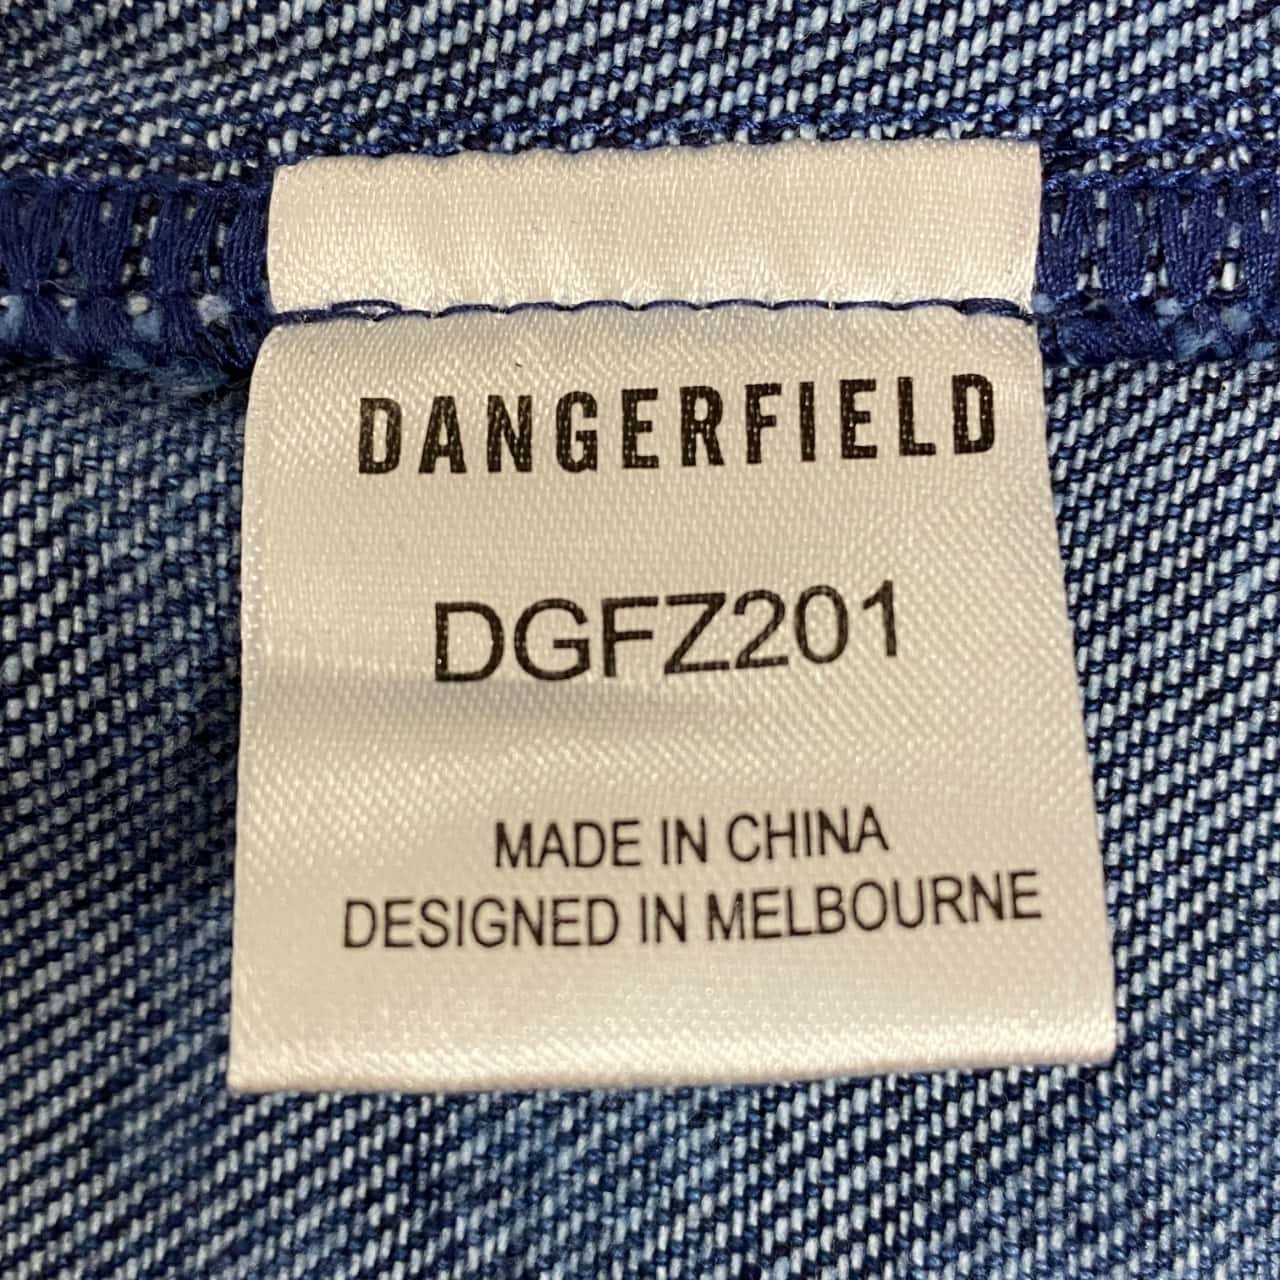 DANGERFIELD
DGFZ201
MADE IN CHINA
DESIGNED IN MELBOURNE